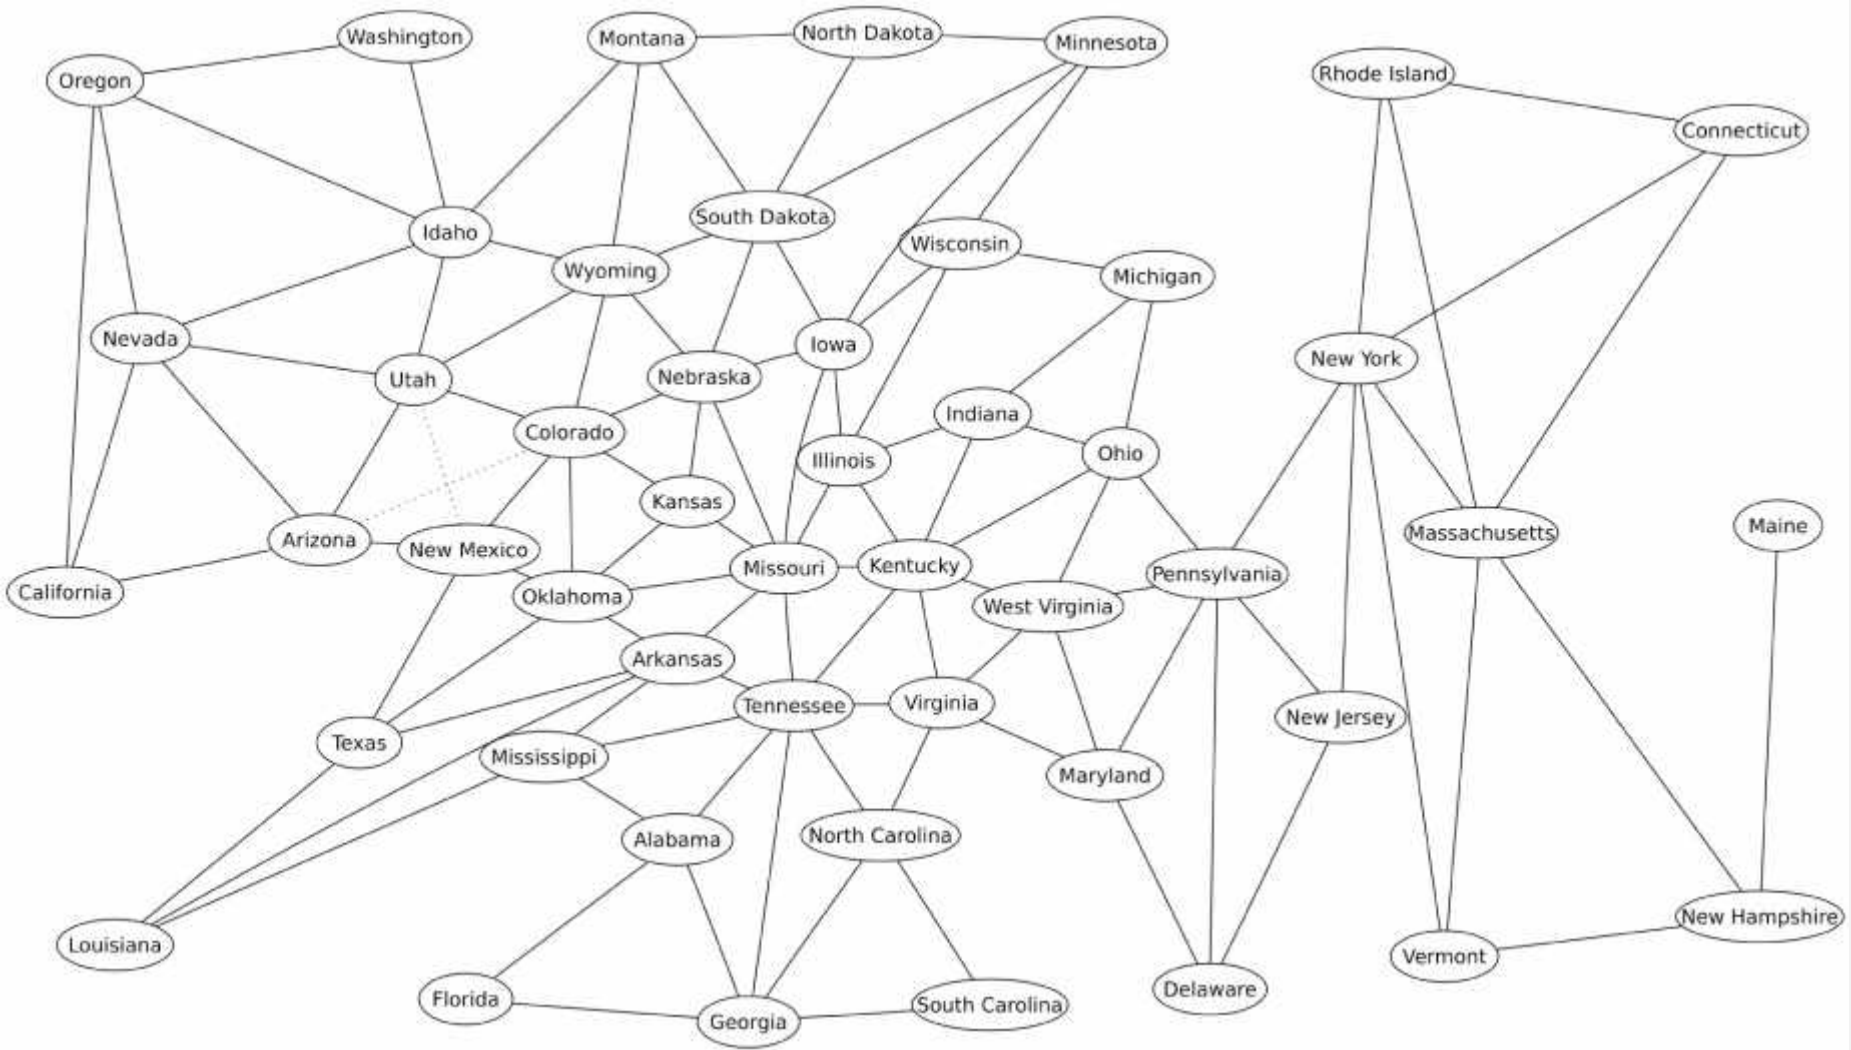 Washington
Montana
North Dakota
Minnesota
Oregon
Rhode Island
Connecticut
South Dakota
Idaho
Wisconsin
Wyoming
Michigan
Nevada
Iowa
New York
Utah
Nebraska
Indiana
Colorado
Illinois
Ohio
Kansas
Arizona
New Mexico
Massachusetts
Maine
California
Oklahoma
Missouri
Kentucky
Pennsylvania
West Virginia
Arkansas
Tennessee
Virginia
New Jersey
Texas
Mississippi
Maryland
Alabama
North Carolina
Louisiana
New Hampshire
Vermont
Florida
Georgia
South Carolina
Delaware